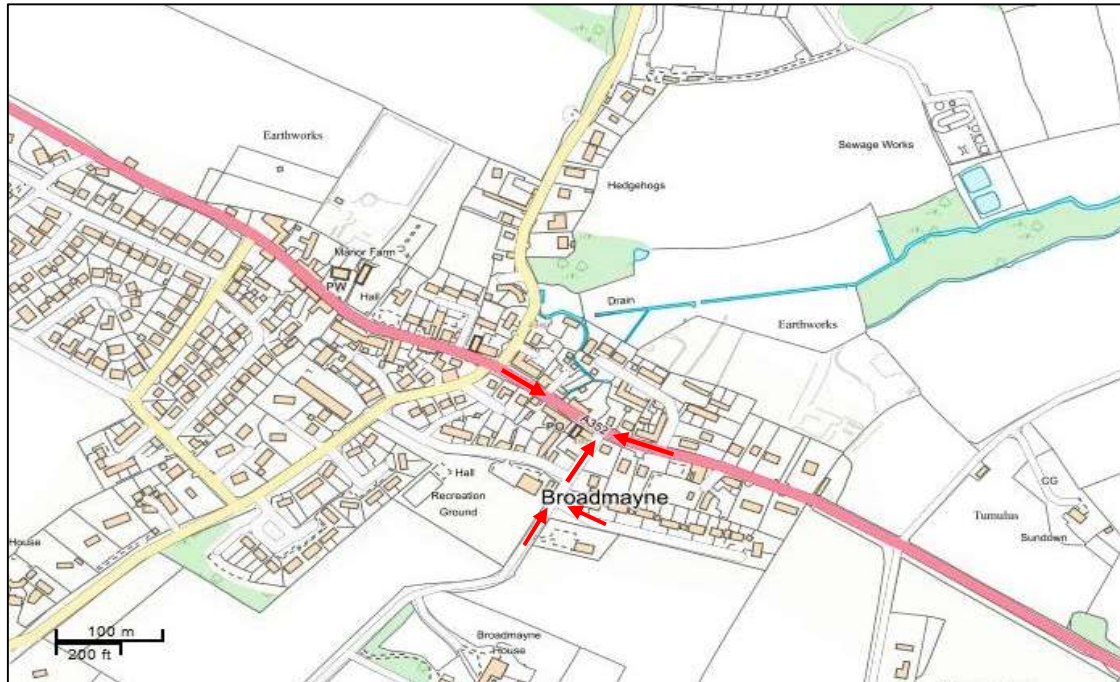 Earthworks
Sewage Works
Hedgehogs
Manor Farm
PW
Hall
Drain
Earthworks
A352
PO
Hall
Recreation
Ground
Broadmayne
CG
Tumulus
Sundown
House
100 m
200 ft
Broadmayne
House